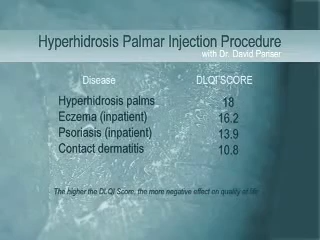 Hyperhidrosis Palmar Injection Procedure
with Dr. David Pariser
Disease DLQI SCORE
Hyperhidrosis palms 18
Eczema (inpatient) 16.2
Psoriasis (inpatient) 13.9
Contact dermatitis 10.8
The higher the DLQI Score, the more negative effect on quality of life